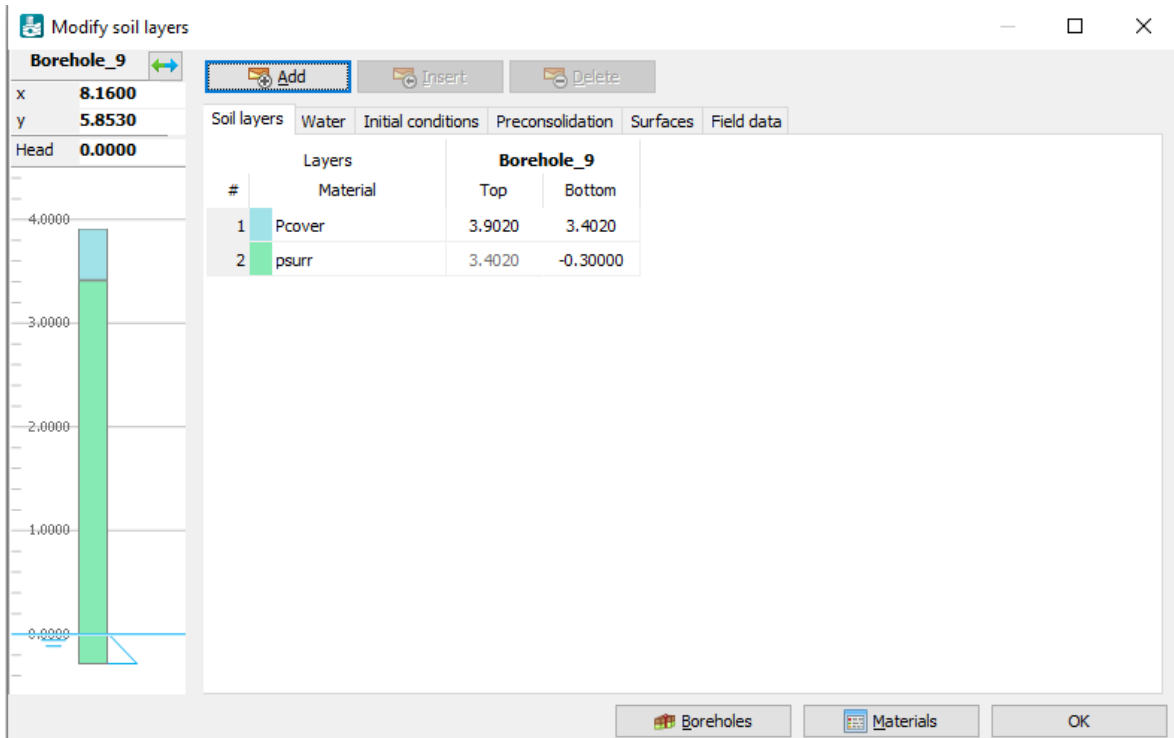 Modify soil layers
Borehole_9
x 8.1600
y 5.8530
Head 0.0000
4.0000
3.0000
2.0000
1.0000
0.0000
Add Insert Delete
Soil layers Water Initial conditions Preconsolidation Surfaces Field data
Layers Borehole_9
# Material Top Bottom
1 Pcover 3.9020 3.4020
2 psurr 3.4020 -0.30000
Boreholes Materials OK